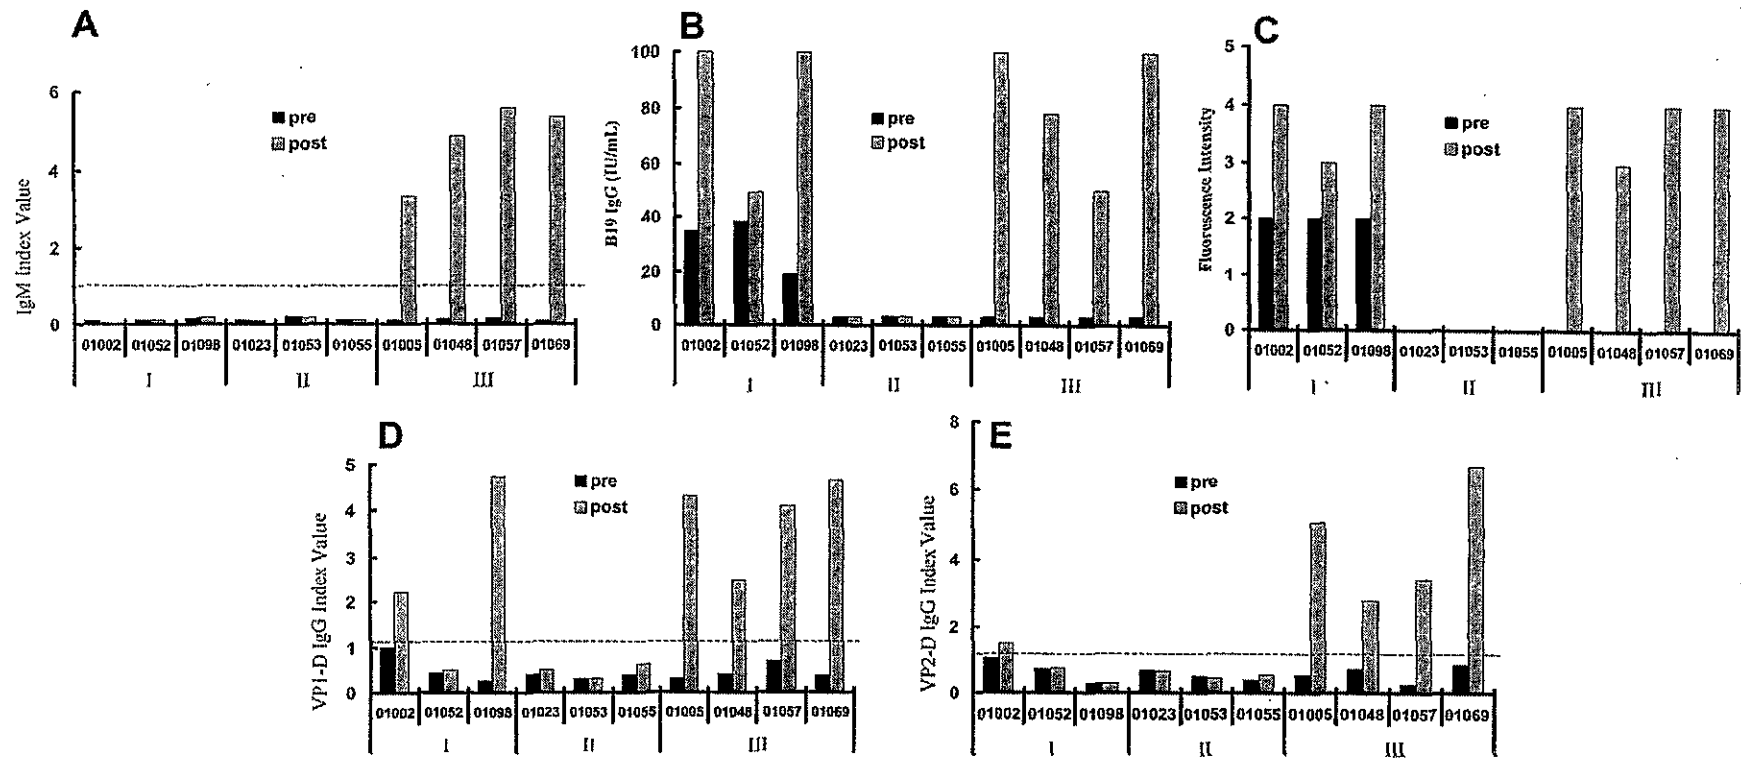 A
IgM Index Value
6
4
2
0
pre
post
01002 01052 01098 01023 01053 01055 01005 01048 01057 01069
I II III
B
B19 IgG (IU/mL)
100
80
60
40
20
0
pre
post
01002 01052 01098 01023 01053 01055 01005 01048 01057 01069
I II III
C
Fluorescence Intensity
5
4
3
2
1
0
pre
post
01002 01052 01098 01023 01053 01055 01005 01048 01057 01069
I II III
D
VP1-D IgG Index Value
5
4
3
2
1
0
pre
post
01002 01052 01098 01023 01053 01055 01005 01048 01057 01069
I II III
E
VP2-D IgG Index Value
8
6
4
2
0
pre
post
01002 01052 01098 01023 01053 01055 01005 01048 01057 01069
I II III